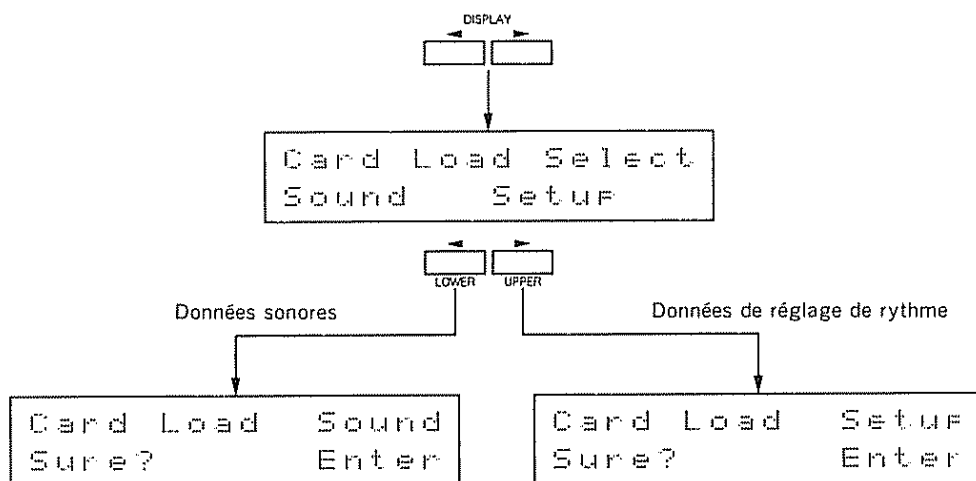 DISPLAY
Card Load Select
Sound Setup
LOWER UPPER
Données sonores
Données de réglage de rythme
Card Load Sound
Sure? Enter
Card Load Setup
Sure? Enter